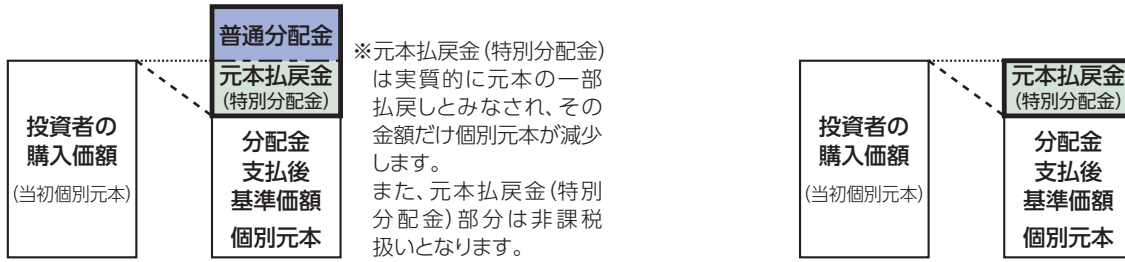 投資者の
購入価額
(当初個別元本)
普通分配金
元本払戻金
(特別分配金)
分配金
支払後
基準価額
個別元本
※元本払戻金(特別分配金)
は実質的に元本の一部
払戻しとみなされ、その
金額だけ個別元本が減少
します。
また、元本払戻金(特別
分配金)部分は非課税
扱いとなります。
投資者の
購入価額
(当初個別元本)
元本払戻金
(特別分配金)
分配金
支払後
基準価額
個別元本